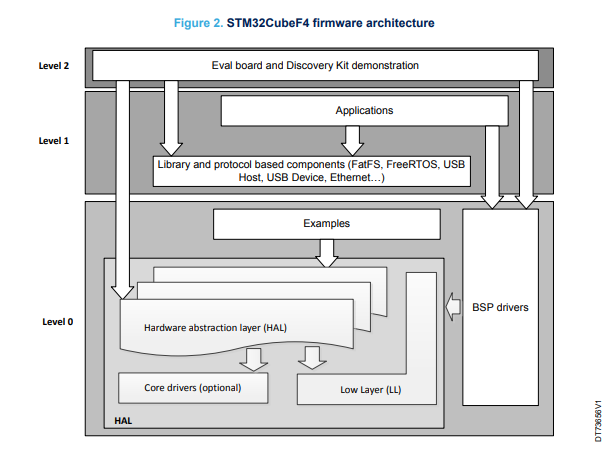 Figure 2. STM32CubeF4 firmware architecture
Level 2
Eval board and Discovery Kit demonstration
Level 1
Applications
Library and protocol based components (FatFS, FreeRTOS, USB
Host, USB Device, Ethernet…)
Level 0
Examples
BSP drivers
Hardware abstraction layer (HAL)
Core drivers (optional)
Low Layer (LL)
HAL
DT73656V1